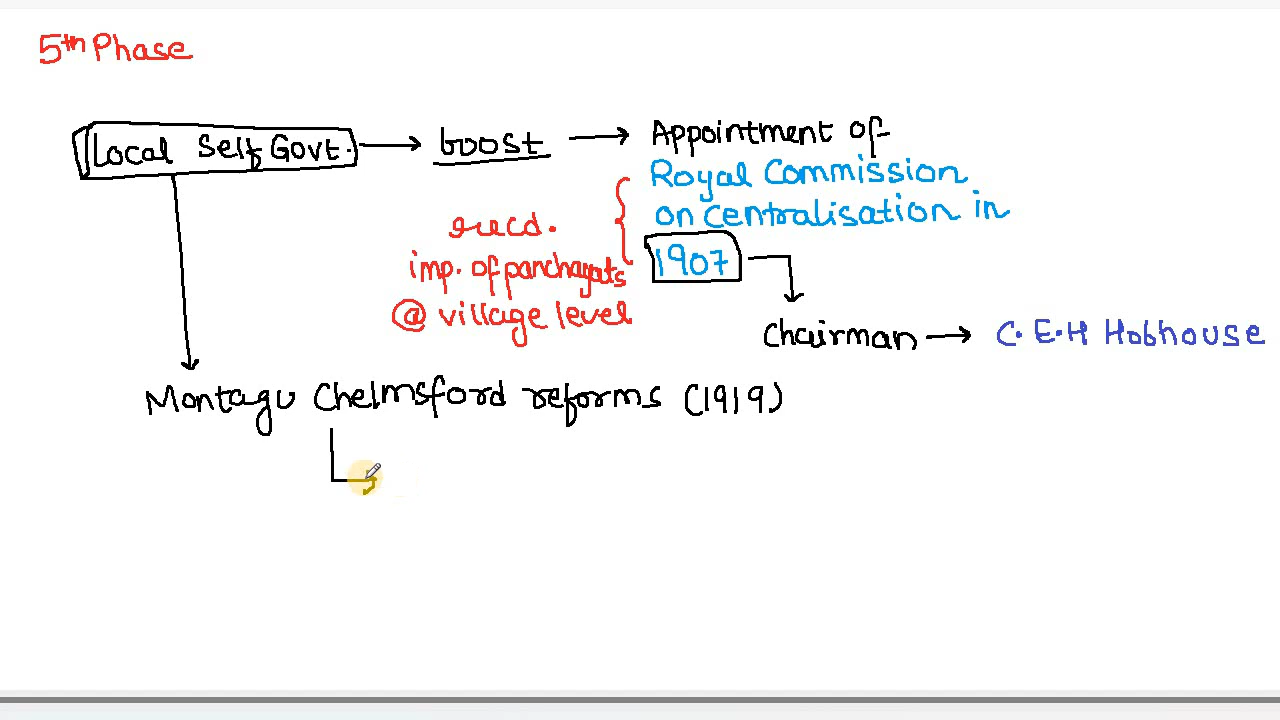 5th Phase
Local Self Govt. → boost → Appointment of
Royal Commission
on Centralisation in
1907
recd.
imp. of panchayats
@ village level
Chairman → C.E.H Hobhouse
Montagu Chelmsford reforms (1919)